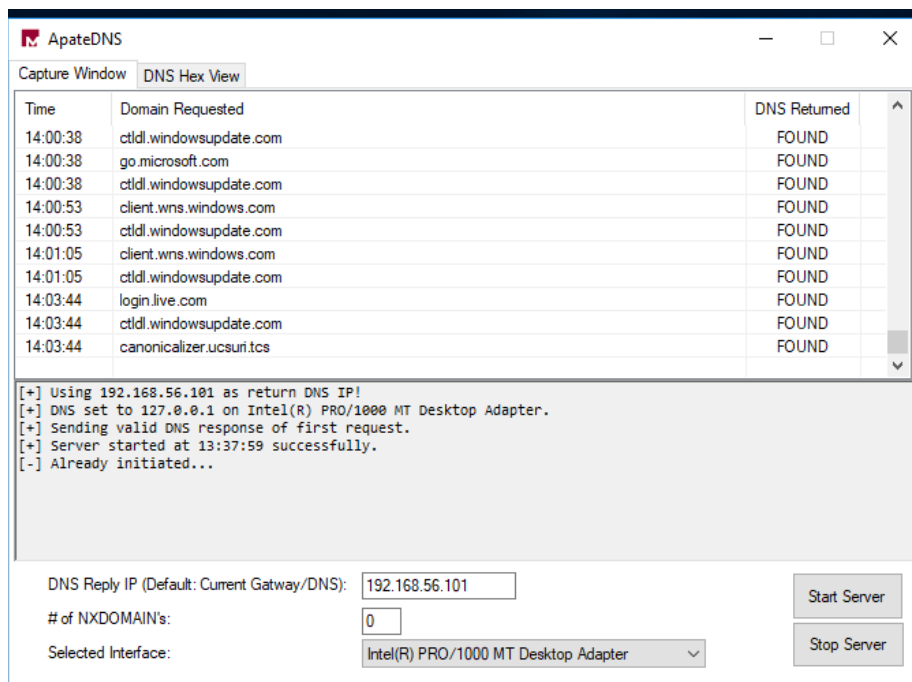 ApateDNS
Capture Window DNS Hex View
Time Domain Requested DNS Returned
14:00:38 ctldl.windowsupdate.com FOUND
14:00:38 go.microsoft.com FOUND
14:00:38 ctldl.windowsupdate.com FOUND
14:00:53 client.wns.windows.com FOUND
14:00:53 ctldl.windowsupdate.com FOUND
14:01:05 client.wns.windows.com FOUND
14:01:05 ctldl.windowsupdate.com FOUND
14:03:44 login.live.com FOUND
14:03:44 ctldl.windowsupdate.com FOUND
14:03:44 canonicalizer.ucsuri.tcs FOUND
[+] Using 192.168.56.101 as return DNS IP!
[+] DNS set to 127.0.0.1 on Intel(R) PRO/1000 MT Desktop Adapter.
[+] Sending valid DNS response of first request.
[+] Server started at 13:37:59 successfully.
[-] Already initiated...
DNS Reply IP (Default: Current Gatway/DNS): 192.168.56.101
Start Server
# of NXDOMAIN's: 0
Selected Interface: Intel(R) PRO/1000 MT Desktop Adapter
Stop Server